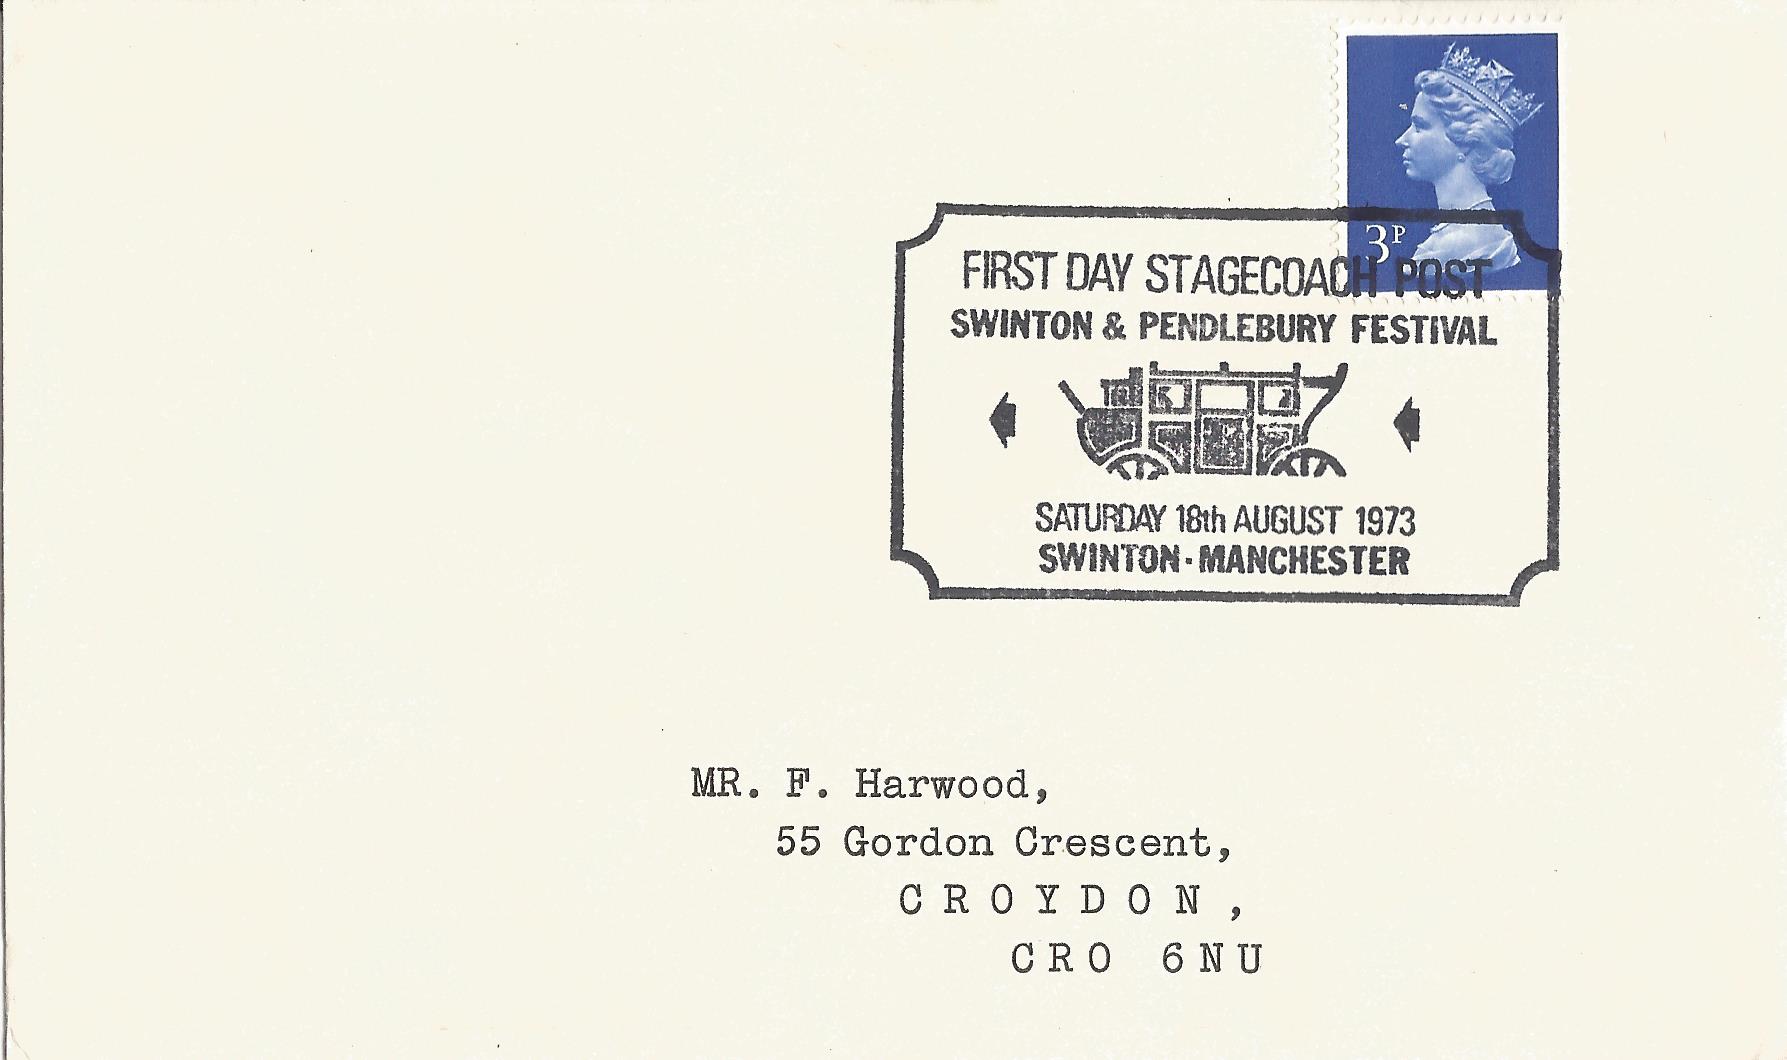 3P
FIRST DAY STAGECOACH POST
SWINTON & PENDLEBURY FESTIVAL
SATURDAY 18th AUGUST 1973
SWINTON · MANCHESTER
MR. F. Harwood,
55 Gordon Crescent,
CROYDON,
CRO 6NU